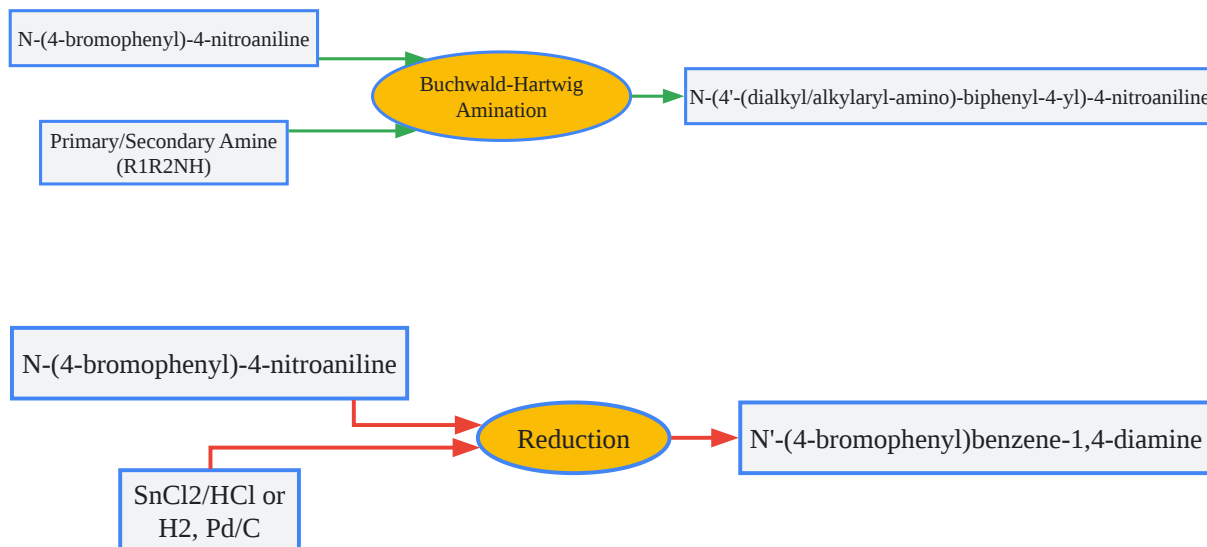 N-(4-bromophenyl)-4-nitroaniline
Primary/Secondary Amine
(R1R2NH)
Buchwald-Hartwig
Amination
N-(4'-(dialkyl/alkylaryl-amino)-biphenyl-4-yl)-4-nitroaniline
N-(4-bromophenyl)-4-nitroaniline
SnCl2/HCl or
H2, Pd/C
Reduction
N'-(4-bromophenyl)benzene-1,4-diamine